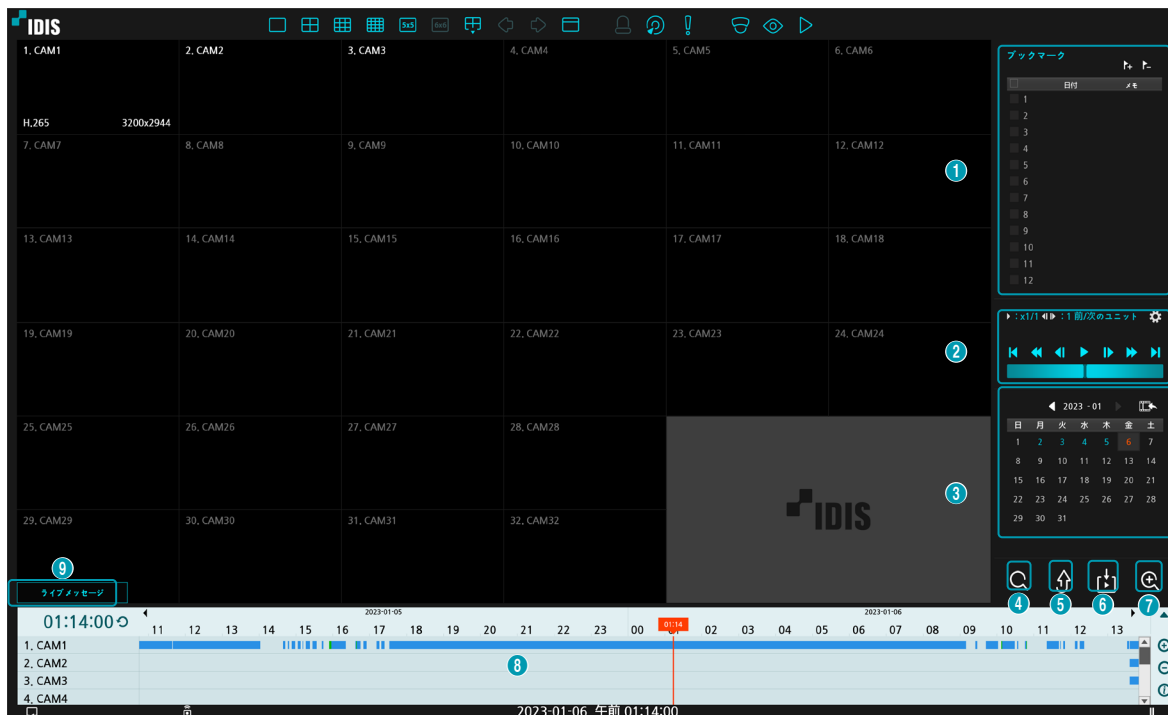 IDIS
5x5 6x6
1, CAM1 2, CAM2 3, CAM3 4, CAM4 5, CAM5 6, CAM6
H.265 3200x2944
7, CAM7 8, CAM8 9, CAM9 10, CAM10 11, CAM11 12, CAM12
1
13, CAM13 14, CAM14 15, CAM15 16, CAM16 17, CAM17 18, CAM18
19, CAM19 20, CAM20 21, CAM21 22, CAM22 23, CAM23 24, CAM24
2
25, CAM25 26, CAM26 27, CAM27 28, CAM28
3
IDIS
29, CAM29 30, CAM30 31, CAM31 32, CAM32
ブックマーク
日付 メモ
1
2
3
4
5
6
7
8
9
10
11
12
: x1/1 : 1 前/次のユニット
2023 - 01
日 月 火 水 木 金 土
1 2 3 4 5 6 7
8 9 10 11 12 13 14
15 16 17 18 19 20 21
22 23 24 25 26 27 28
29 30 31
4 5 6 7
9
ライブメッセージ
01:14:00
2023-01-05 2023-01-06
11 12 13 14 15 16 17 18 19 20 21 22 23 00 01 02 03 04 05 06 07 08 09 10 11 12 13
01:14
1, CAM1
2, CAM2
8
3, CAM3
4, CAM4
2023-01-06 午前 01:14:00